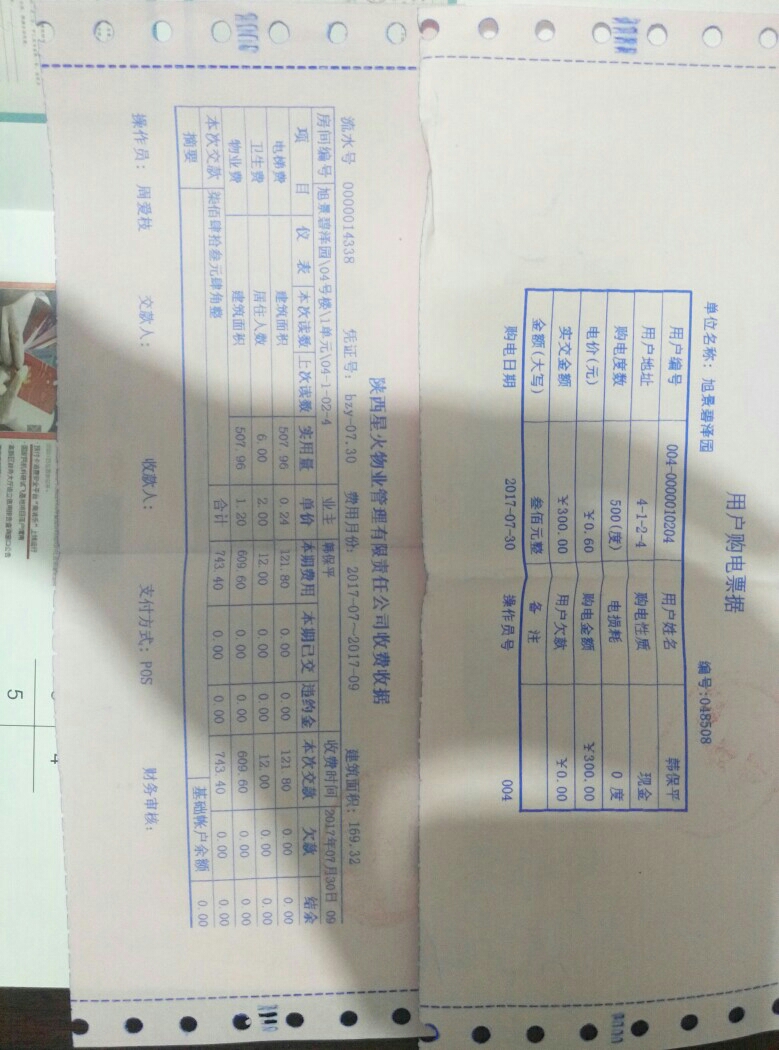 用户购电票据
单位名称：旭景碧泽园 编号:048508
用户编号 004-0000010204 用户姓名 韩保平
用户地址 4-1-2-4 购电性质 现金
购电度数 500(度) 电损耗 0 度
电价(元) ￥0.60 购电金额 ￥300.00
实交金额 ￥300.00 用户欠款 ￥0.00
金额(大写) 叁佰元整 备 注
购电日期 2017-07-30 操作员号 004
陕西星火物业管理有限责任公司收费收据
流水号 0000014338 凭证号: bzy-07.30 费用月份: 2017-07~2017-09 建筑面积: 169.32
房间编号 旭景碧泽园\04号楼\1单元\04-1-02-4 业主 韩保平 收费时间 2017年07月30日 09
项 目 仪 表 本次读数 上次读数 实用量 单价 本期费用 本期已交 违约金 本次交款 欠款 结余
电梯费 建筑面积 507.96 0.24 121.80 0.00 0.00 121.80 0.00 0.00
卫生费 居住人数 6.00 2.00 12.00 0.00 0.00 12.00 0.00 0.00
物业费 建筑面积 507.96 1.20 609.60 0.00 0.00 609.60 0.00 0.00
本次交款 柒佰肆拾叁元肆角整 合计 743.40 0.00 0.00 743.40 0.00 0.00
摘要 基础帐户余额 0.00
操作员: 周爱枝 交款人: 收款人: 支付方式: POS 财务审核:
5
4